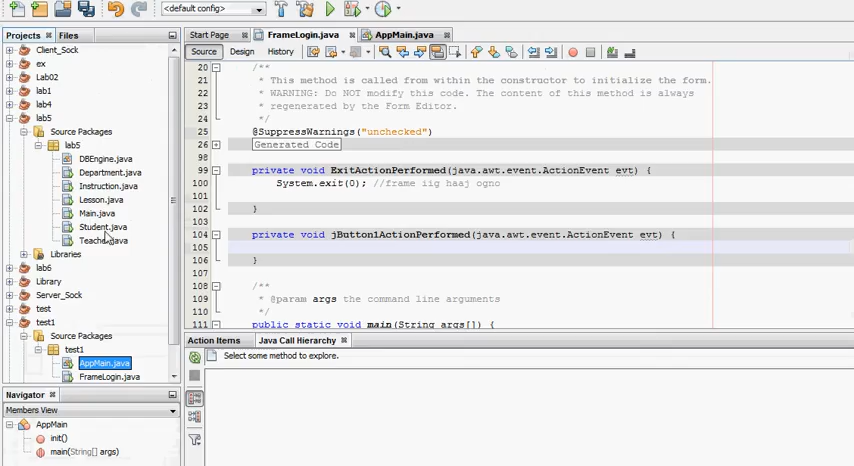 <default config>
Projects Files
Client_Sock
ex
Lab02
lab1
lab4
lab5
Source Packages
lab5
DBEngine.java
Department.java
Instruction.java
Lesson.java
Main.java
Student.java
Teacher.java
Libraries
lab6
Library
Server_Sock
test
test1
Source Packages
test1
AppMain.java
FrameLogin.java
Navigator
Members View
AppMain
init()
main(String[] args)
Start Page FrameLogin.java AppMain.java
Source Design History
20 /**
21 * This method is called from within the constructor to initialize the form.
22 * WARNING: Do NOT modify this code. The content of this method is always
23 * regenerated by the Form Editor.
24 */
25 @SuppressWarnings("unchecked")
26 Generated Code
98
99 private void ExitActionPerformed(java.awt.event.ActionEvent evt) {
100 System.exit(0); //frame iig haaj ogno
101
102 }
103
104 private void jButton1ActionPerformed(java.awt.event.ActionEvent evt) {
105
106 }
107
108 /**
109 * @param args the command line arguments
110 */
111 public static void main(String args[]) {
Action Items Java Call Hierarchy
Select some method to explore.